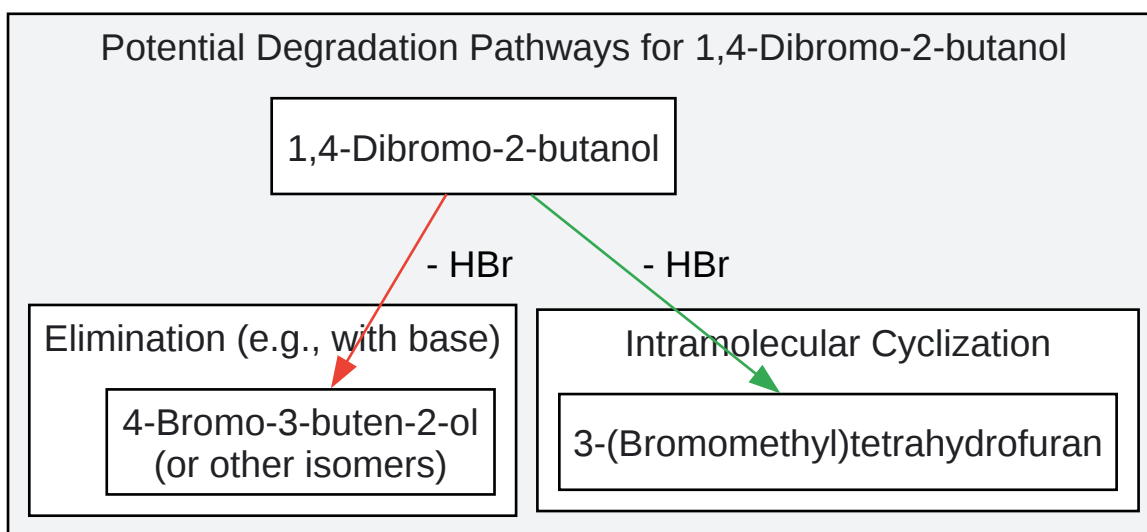 Potential Degradation Pathways for 1,4-Dibromo-2-butanol
1,4-Dibromo-2-butanol
- HBr
- HBr
Elimination (e.g., with base)
Intramolecular Cyclization
4-Bromo-3-buten-2-ol
(or other isomers)
3-(Bromomethyl)tetrahydrofuran